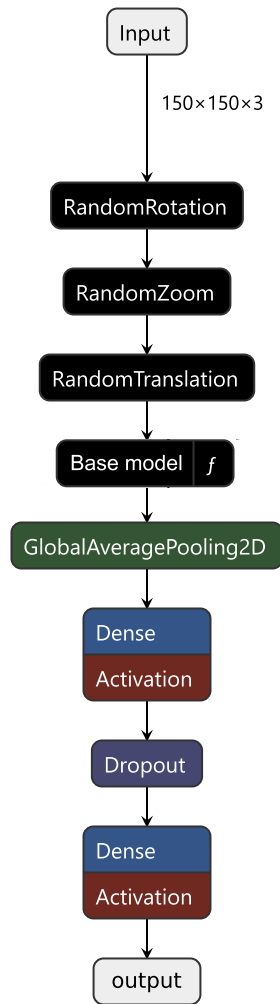 Input
150×150×3
RandomRotation
RandomZoom
RandomTranslation
Base model f
GlobalAveragePooling2D
Dense
Activation
Dropout
Dense
Activation
output